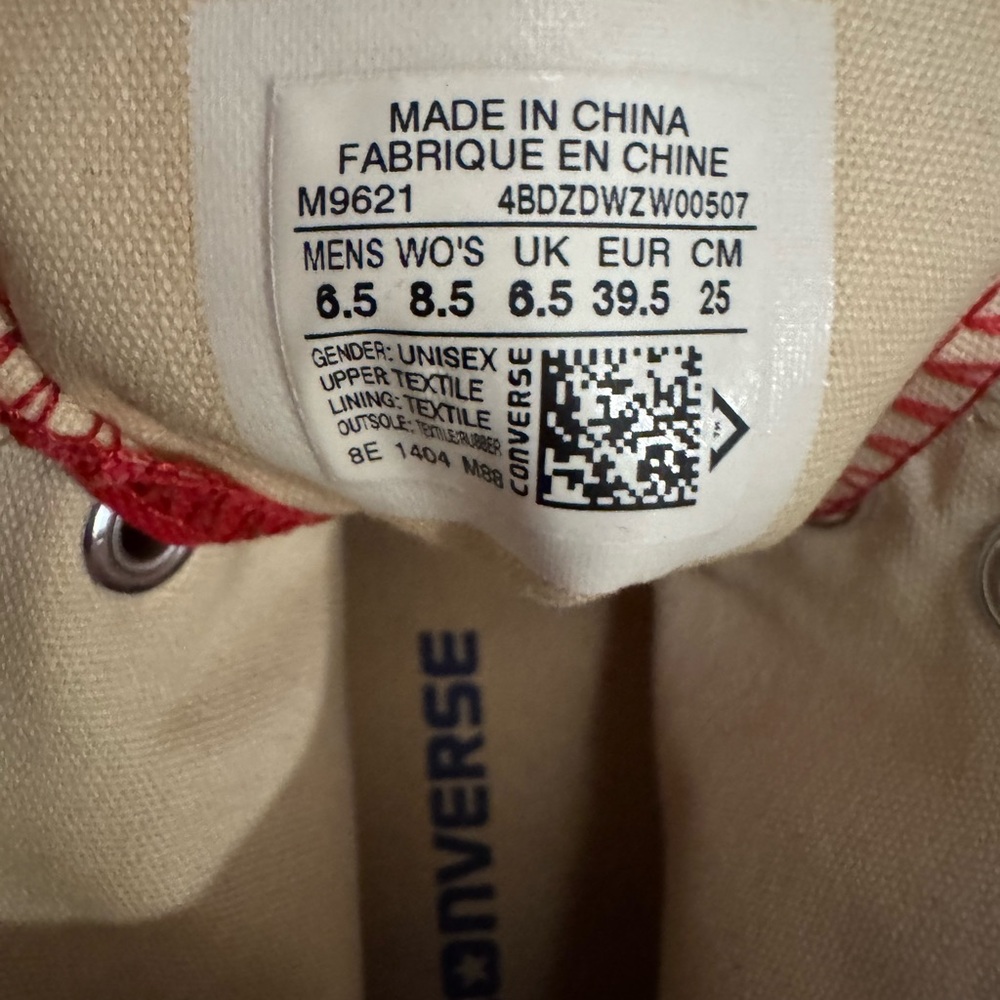 MADE IN CHINA
FABRIQUE EN CHINE
M9621 4BDZDWZW00507
MENS WO'S UK EUR CM
6.5 8.5 6.5 39.5 25
GENDER: UNISEX
UPPER TEXTILE
LINING: TEXTILE
OUTSOLE: TEXTILE/RUBBER
8E 1404 M88
CONVERSE
CONVERSE